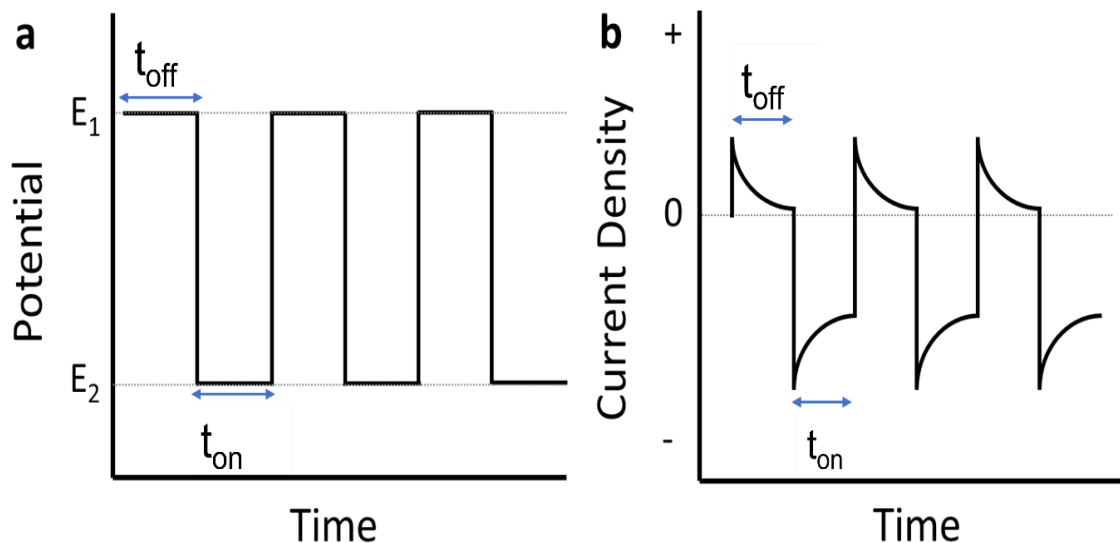 a
t_off
E_1
Potential
E_2
t_on
Time
b
+
t_off
Current Density
0
-
t_on
Time